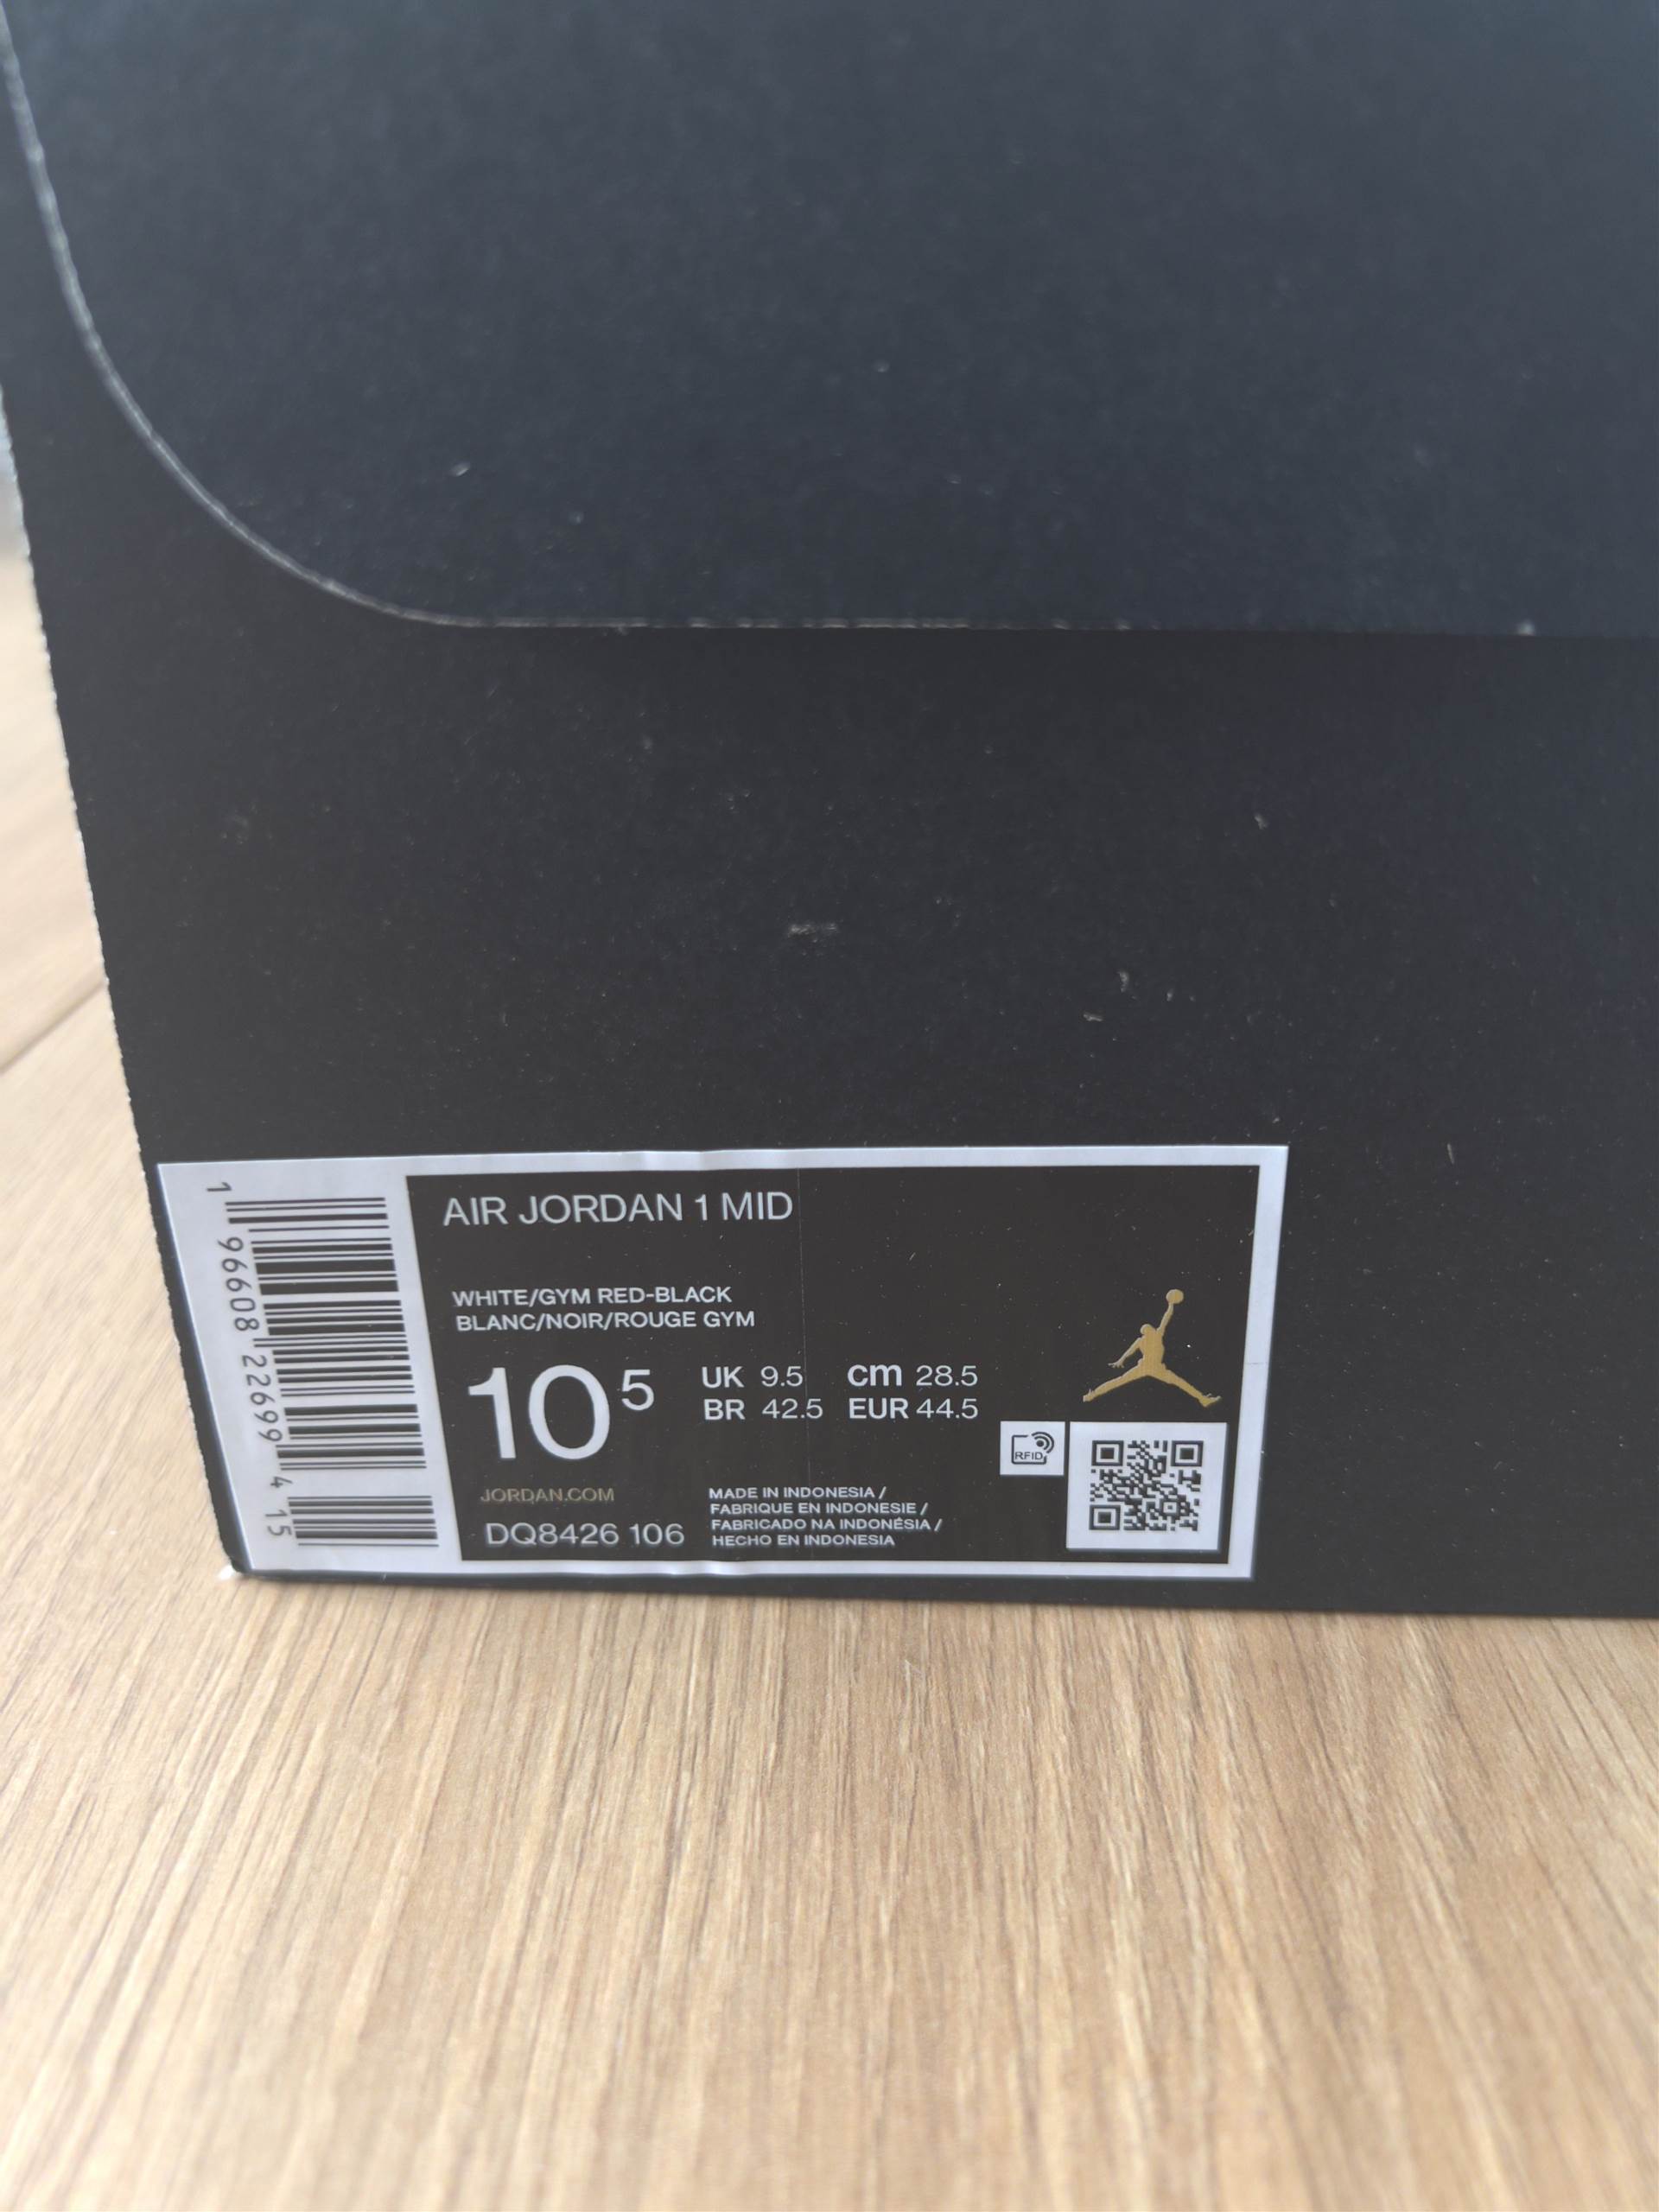 AIR JORDAN 1 MID
WHITE/GYM RED-BLACK
BLANC/NOIR/ROUGE GYM
10 5
UK 9.5 cm 28.5
BR 42.5 EUR 44.5
RFID
JORDAN.COM
DQ8426 106
MADE IN INDONESIA /
FABRIQUE EN INDONESIE /
FABRICADO NA INDONÉSIA /
HECHO EN INDONESIA
1 96608 22699 4 15